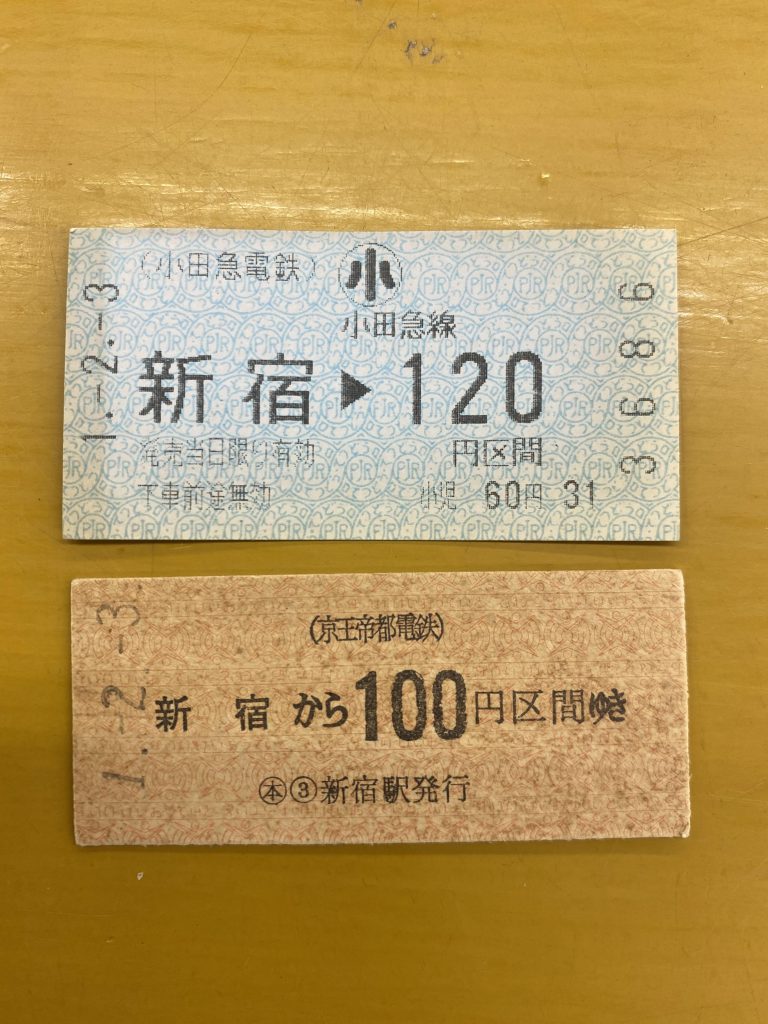 (小田急電鉄) 小
小田急線
新宿▶120
発売当日限り有効 円区間
下車前途無効 小児 60円 31
1.-2.-3
3686
(京王帝都電鉄)
新宿から100円区間ゆき
㊍③新宿駅発行
1.-2.-3.